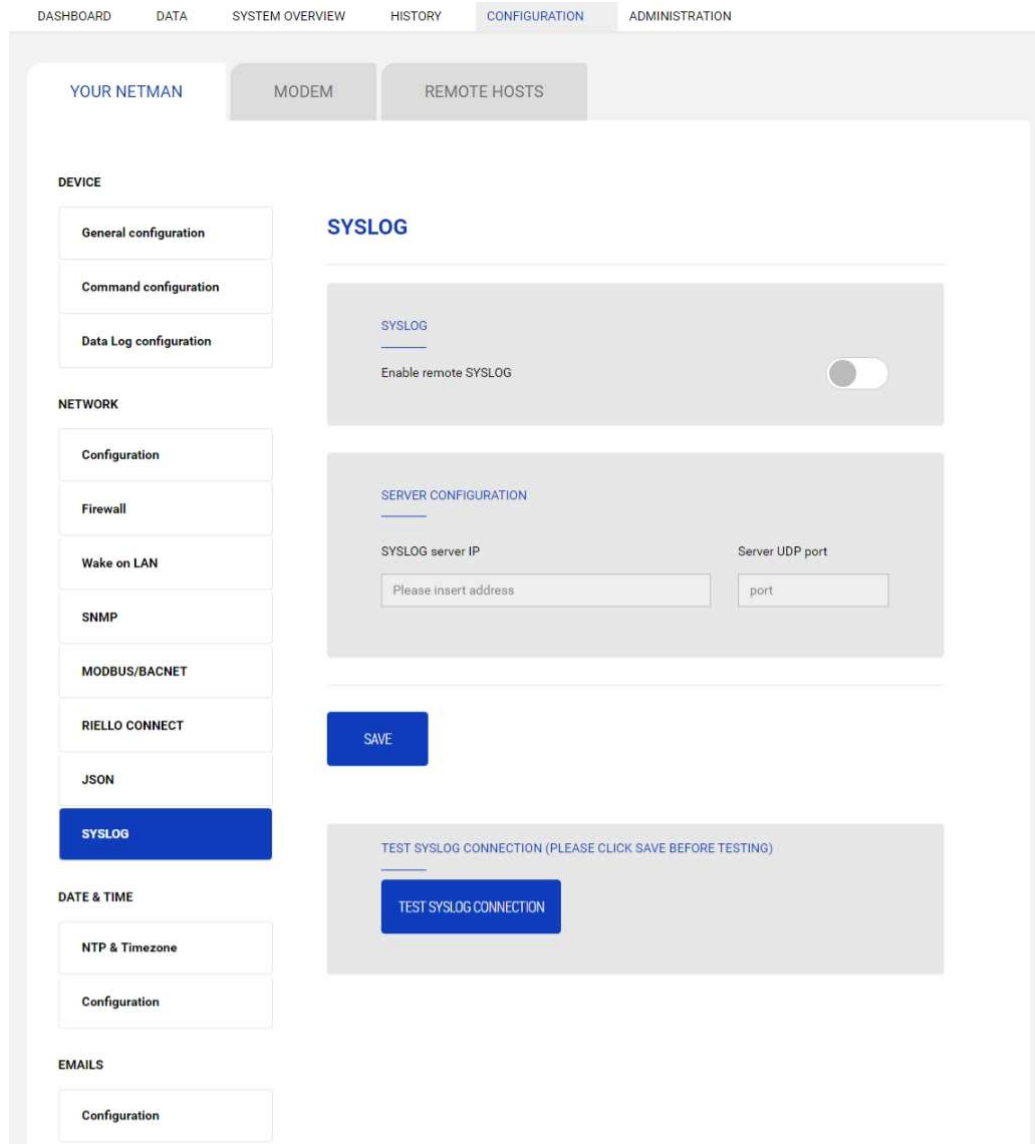 DASHBOARD DATA SYSTEM OVERVIEW HISTORY CONFIGURATION ADMINISTRATION
YOUR NETMAN MODEM REMOTE HOSTS
DEVICE
General configuration
Command configuration
Data Log configuration
NETWORK
Configuration
Firewall
Wake on LAN
SNMP
MODBUS/BACNET
RIELLO CONNECT
JSON
SYSLOG
DATE & TIME
NTP & Timezone
Configuration
EMAILS
Configuration
SYSLOG
SYSLOG
Enable remote SYSLOG
SERVER CONFIGURATION
SYSLOG server IP Server UDP port
Please insert address port
SAVE
TEST SYSLOG CONNECTION (PLEASE CLICK SAVE BEFORE TESTING)
TEST SYSLOG CONNECTION